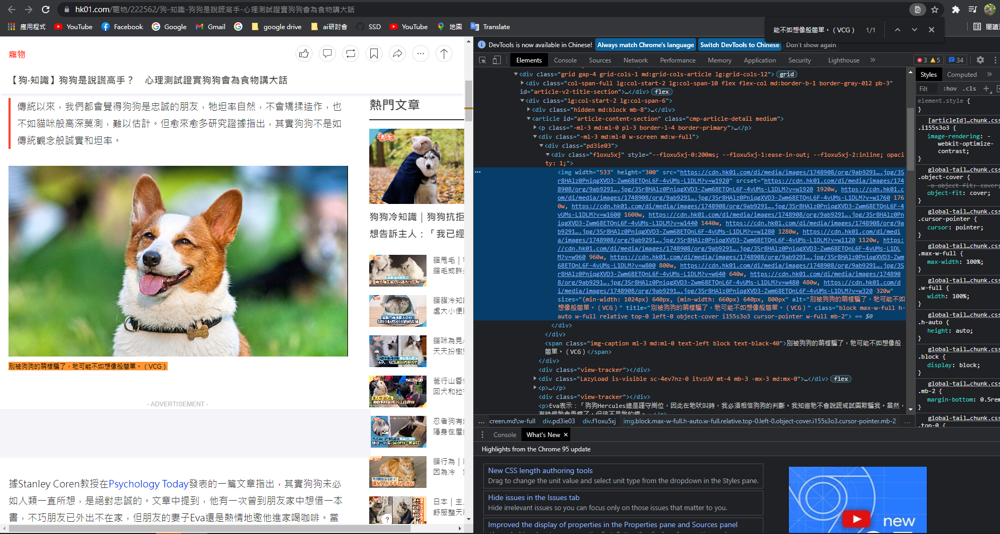 hk01.com/寵物/222562/狗-知識-狗狗是說謊高手-心理測試證實狗狗會為食物講大話
應用程式 YouTube Facebook Google Gmail google drive ai研討會 SSD YouTube 地圖 Translate
能不如想像般簡單。（VCG） 1/1
寵物
【狗‧知識】狗狗是說謊高手？　心理測試證實狗狗會為食物講大話
傳統以來，我們都會覺得狗狗是忠誠的朋友，牠坦率自然，不會矯揉造作，也
不如貓咪般高深莫測，難以估計。但愈來愈多研究證據指出，其實狗狗不是如
傳統觀念般誠實和坦率。
別被狗狗的萌樣騙了，牠可能不如想像般簡單。（VCG）
- ADVERTISEMENT -
據Stanley Coren教授在Psychology Today發表的一篇文章指出，其實狗狗未必
如人類一直所想，是絕對忠誠的。文章中提到，他有一次曾到朋友家中想借一本
書，不巧朋友已外出不在家，但朋友的妻子Eva還是熱情地邀他進家喝咖啡。當
熱門文章
狗狗冷知識｜狗狗抗拒
想告訴主人：「我已經
貓甩毛｜
貓毛或許
貓貓冷知
處大小便
貓咪為見
天天扮樹
爸行山昏
回犬和拉
忍者狗有
隱身在屋
貓行為｜
因為冷
日本｜主
舒服整天
DevTools is now available in Chinese! Always match Chrome's language Switch DevTools to Chinese Don't show again
Elements Console Sources Network Performance Memory Application Security Lighthouse 3 5 34
<div class="grid gap-4 grid-cols-1 md:grid-cols-article lg:grid-cols-12"> grid
<div class="col-span-full lg:col-start-2 lg:col-span-10 flex flex-col md:border-b-1 border-gray-012 pb-3"
id="article-v2-title-section">…</div> flex
<div class="lg:col-start-2 lg:col-span-6">
<div class="hidden md:block mb-8">…</div>
<article id="article-content-section" class="cmp-article-detail medium">
<p class="-ml-3 md:ml-0 pl-3 border-l-4 border-primary">…</p>
<div class="-ml-3 md:ml-0 w-screen md:w-full">
<div class="pd3ie03">
<div class="f1oxu5xj" style="--f1oxu5xj-0:200ms; --f1oxu5xj-1:ease-in-out; --f1oxu5xj-2:inline; opaci
ty: 1;">
<img width="533" height="300" src="https://cdn.hk01.com/di/media/images/1748908/org/9ab9291….jpg/3S
r8HAlz0PniqgXVD3-Zwm68ETQnL6F-4vUMs-L1DLM?v=w1920" srcset="https://cdn.hk01.com/di/media/images/174
8908/org/9ab9291….jpg/3Sr8HAlz0PniqgXVD3-Zwm68ETQnL6F-4vUMs-L1DLM?v=w1920 1920w, https://cdn.hk01.c
om/di/media/images/1748908/org/9ab9291….jpg/3Sr8HAlz0PniqgXVD3-Zwm68ETQnL6F-4vUMs-L1DLM?v=w1760 176
0w, https://cdn.hk01.com/di/media/images/1748908/org/9ab9291….jpg/3Sr8HAlz0PniqgXVD3-Zwm68ETQnL6F-4
vUMs-L1DLM?v=w1600 1600w, https://cdn.hk01.com/di/media/images/1748908/org/9ab9291….jpg/3Sr8HAlz0Pn
iqgXVD3-Zwm68ETQnL6F-4vUMs-L1DLM?v=w1440 1440w, https://cdn.hk01.com/di/media/images/1748908/org/9a
b9291….jpg/3Sr8HAlz0PniqgXVD3-Zwm68ETQnL6F-4vUMs-L1DLM?v=w1280 1280w, https://cdn.hk01.com/di/medi
a/images/1748908/org/9ab9291….jpg/3Sr8HAlz0PniqgXVD3-Zwm68ETQnL6F-4vUMs-L1DLM?v=w1120 1120w, https:
//cdn.hk01.com/di/media/images/1748908/org/9ab9291….jpg/3Sr8HAlz0PniqgXVD3-Zwm68ETQnL6F-4vUMs-L1DL
M?v=w960 960w, https://cdn.hk01.com/di/media/images/1748908/org/9ab9291….jpg/3Sr8HAlz0PniqgXVD3-Zwm
68ETQnL6F-4vUMs-L1DLM?v=w800 800w, https://cdn.hk01.com/di/media/images/1748908/org/9ab9291….jpg/3S
r8HAlz0PniqgXVD3-Zwm68ETQnL6F-4vUMs-L1DLM?v=w640 640w, https://cdn.hk01.com/di/media/images/174890
8/org/9ab9291….jpg/3Sr8HAlz0PniqgXVD3-Zwm68ETQnL6F-4vUMs-L1DLM?v=w480 480w, https://cdn.hk01.com/d
i/media/images/1748908/org/9ab9291….jpg/3Sr8HAlz0PniqgXVD3-Zwm68ETQnL6F-4vUMs-L1DLM?v=w320 320w"
sizes="(min-width: 1024px) 640px, (min-width: 660px) 640px, 800px" alt="別被狗狗的萌樣騙了，牠可能不如
想像般簡單。（VCG）" title="別被狗狗的萌樣騙了，牠可能不如想像般簡單。（VCG）" class="block max-w-full h-
auto w-full relative top-0 left-0 object-cover i155s3o3 cursor-pointer w-full mb-2"> == $0
</div>
</div>
<span class="img-caption ml-3 md:ml-0 text-left block text-black-40">別被狗狗的萌樣騙了，牠可能不如想像般
簡單。（VCG）</span>
</div>
<div class="view-tracker"></div>
<div class="LazyLoad is-visible sc-4ev7nz-0 itvzUV mt-4 mb-3 -mx-3 md:mx-0">…</div> flex
<p>…</p>
<div class="view-tracker"></div>
<p>Eva表示：「狗狗Hercules總是謹守崗位，因此在牠吠叫時，我必須相信狗狗的判斷。我知道牠不會說謊或試圖欺騙我。當然，
… screen.md\:w-full div.pd3ie03 div.f1oxu5xj img.block.max-w-full.h-auto.w-full.relative.top-0.left-0.object-cover.i155s3o3.cursor-pointer.mb-2 …
Styles Computed
Filt :hov .cls
element.style {
}
[articleId]…chunk.css
.i155s3o3 {
image-rendering: -
webkit-optimize-
contrast;
}
global-tail…chunk.css
.object-cover {
-o-object-fit: cover;
object-fit: cover;
}
global-tail…chunk.css
.cursor-pointer {
cursor: pointer;
}
global-tail…chunk.css
.max-w-full {
max-width: 100%;
}
global-tail…chunk.css
.w-full {
width: 100%;
}
global-tail…chunk.css
.h-auto {
height: auto;
}
global-tail…chunk.css
.block {
display: block;
}
global-tail…chunk.css
.mb-2 {
margin-bottom: 0.5rem
}
global-tail…chunk.css
.top-0 {
Console What's New
Highlights from the Chrome 95 update
New CSS length authoring tools
Drag to change the unit value and select unit type from the dropdown in the Styles pane.
Hide issues in the Issues tab
Hide irrelevant issues so you can focus only on those issues that matter to you.
Improved the display of properties in the Properties pane and Sources panel
new